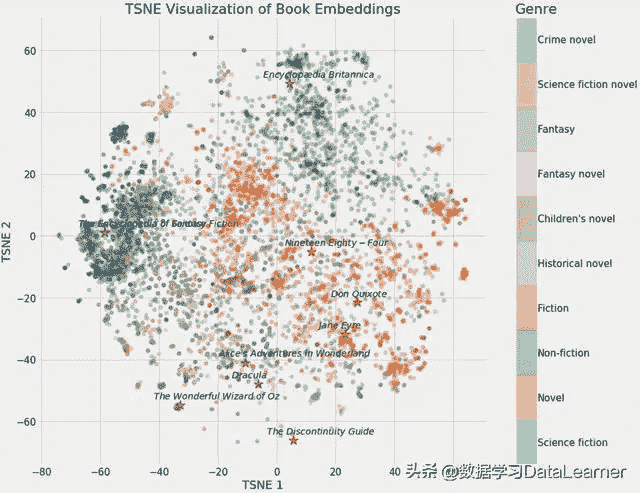 TSNE Visualization of Book Embeddings
Genre
60
40
20
0
−20
−40
−60
TSNE 2
−80
−60
−40
−20
0
20
40
60
TSNE 1
Encyclopædia Britannica
Fiction
Nineteen Eighty − Four
Don Quixote
Jane Eyre
Alice's Adventures in Wonderland
Dracula
The Wonderful Wizard of Oz
The Discontinuity Guide
Crime novel
Science fiction novel
Fantasy
Fantasy novel
Children's novel
Historical novel
Fiction
Non-fiction
Novel
Science fiction
头条 @数据学习DataLearner